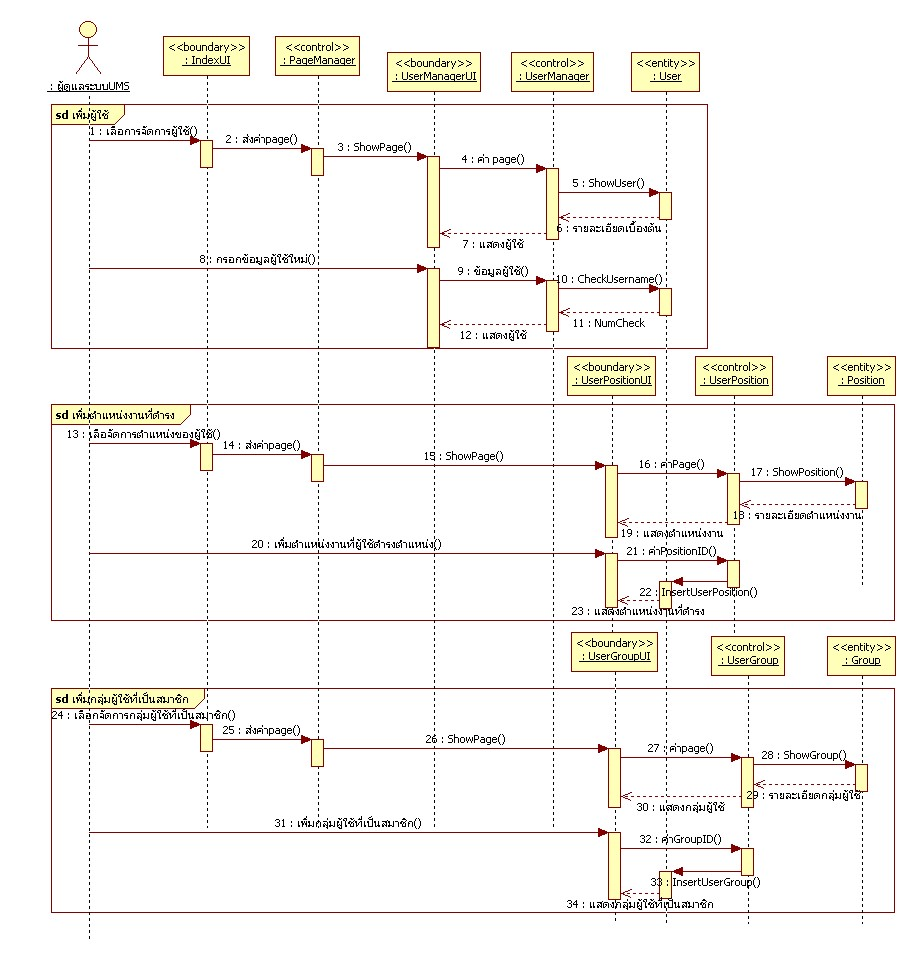 <<boundary>>
: IndexUI
<<control>>
: PageManager
<<boundary>>
: UserManagerUI
<<control>>
: UserManager
<<entity>>
: User
: ผู้ดูแลระบบUMS
sd เพิ่มผู้ใช้
1 : เลือการจัดการผู้ใช้()
2 : ส่งค่าpage()
3 : ShowPage()
4 : ค่า page()
5 : ShowUser()
6 : รายละเอียดเบื้องต้น
7 : แสดงผู้ใช้
8 : กรอกข้อมูลผู้ใช้ใหม่()
9 : ข้อมูลผู้ใช้()
10 : CheckUsername()
11 : NumCheck
12 : แสดงผู้ใช้
<<boundary>>
: UserPositionUI
<<control>>
: UserPosition
<<entity>>
: Position
sd เพิ่มตำแหน่งงานที่ดำรง
13 : เลือจัดการตำแหน่งของผู้ใช้()
14 : ส่งค่าpage()
15 : ShowPage()
16 : ค่าPage()
17 : ShowPosition()
18 : รายละเอียดตำแหน่งงาน
19 : แสดงตำแหน่งงาน
20 : เพิ่มตำแหน่งงานที่ผู้ใช้ดำรงตำแหน่ง()
21 : ค่าPositionID()
22 : InsertUserPosition()
23 : แสดงตำแหน่งงานที่ดำรง
<<boundary>>
: UserGroupUI
<<control>>
: UserGroup
<<entity>>
: Group
sd เพิ่มกลุ่มผู้ใช้ที่เป็นสมาชิก
24 : เลือกจัดการกลุ่มผู้ใช้ที่เป็นสมาชิก()
25 : ส่งค่าpage()
26 : ShowPage()
27 : ค่าpage()
28 : ShowGroup()
29 : รายละเอียดกลุ่มผู้ใช้
30 : แสดงกลุ่มผู้ใช้
31 : เพิ่มกลุ่มผู้ใช้ที่เป็นสมาชิก()
32 : ค่าGroupID()
33 : InsertUserGroup()
34 : แสดงกลุ่มผู้ใช้ที่เป็นสมาชิก